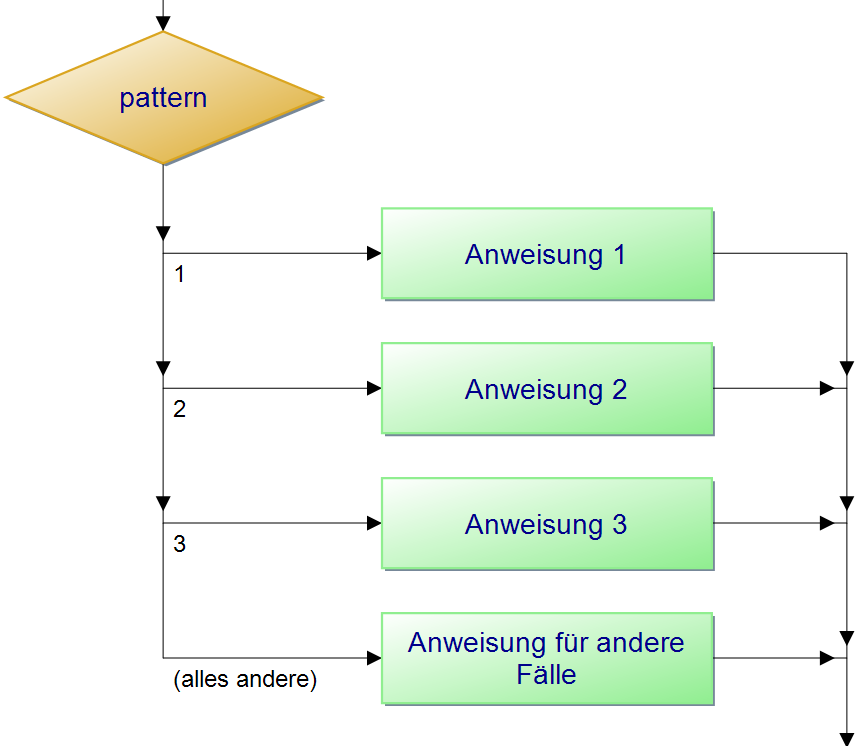 pattern
Anweisung 1
1
Anweisung 2
2
Anweisung 3
3
Anweisung für andere
Fälle
(alles andere)